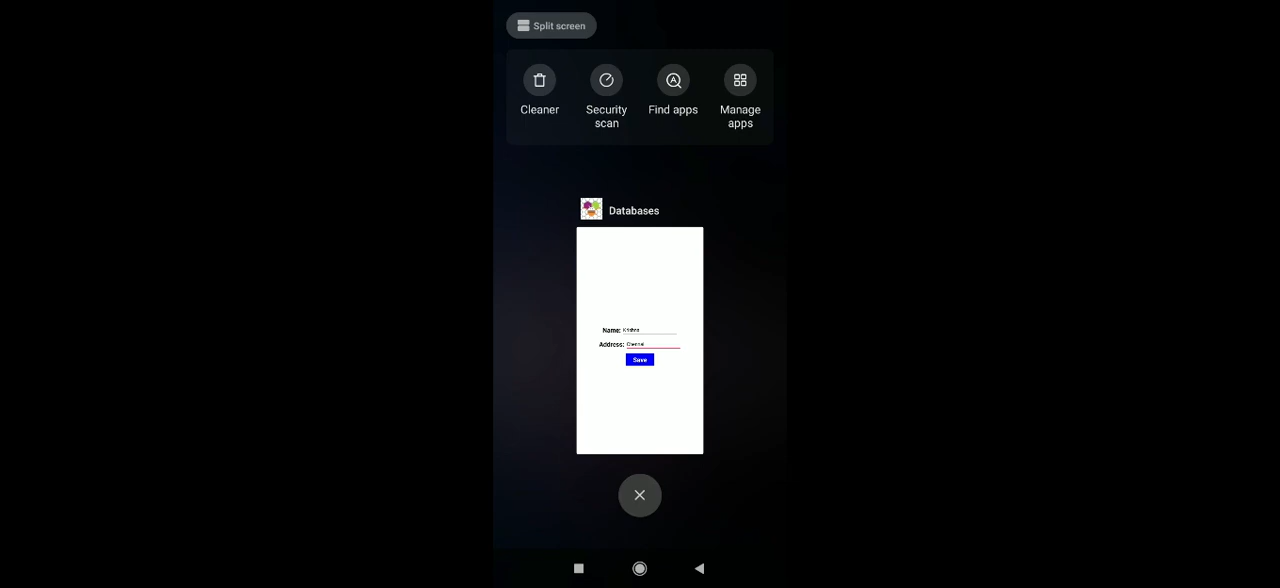 Split screen
Cleaner
Security scan
Find apps
Manage apps
Databases
Name: Krishna
Address: Chennai
Save